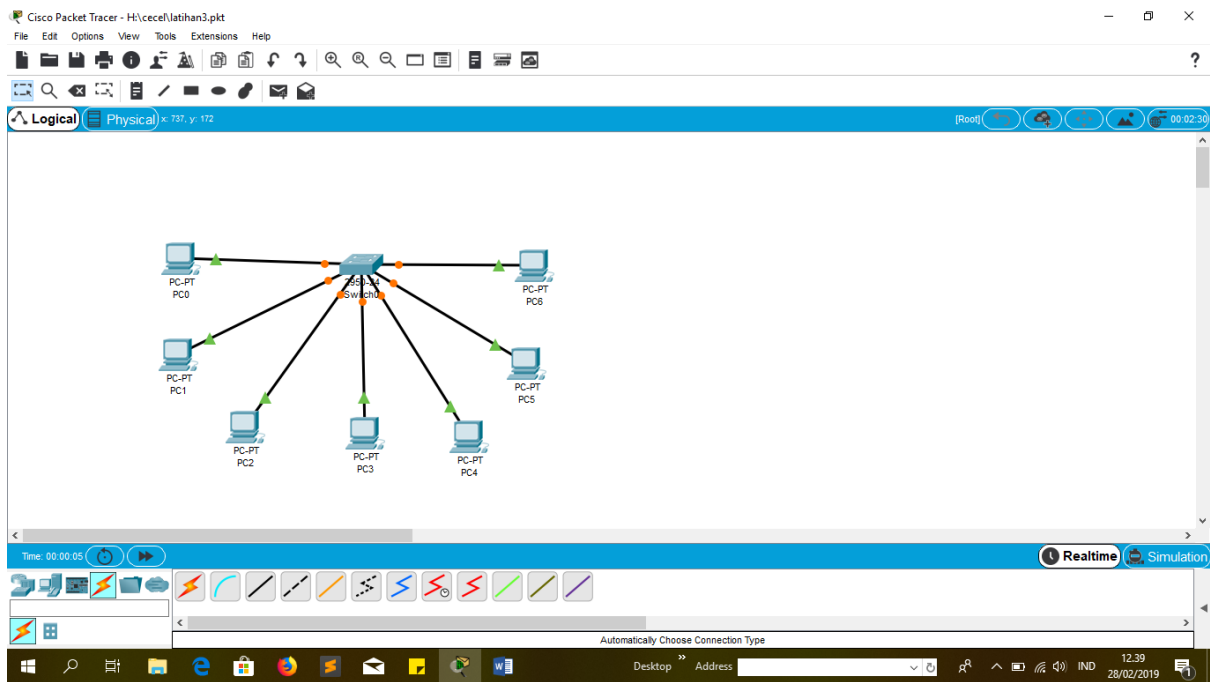 Cisco Packet Tracer - H:\cecel\latihan3.pkt
File Edit Options View Tools Extensions Help
?
Logical Physical x: 737, y: 172 [Root] 00:02:30
PC-PT
PC0
2950-24
Switch0
PC-PT
PC6
PC-PT
PC1
PC-PT
PC5
PC-PT
PC2
PC-PT
PC3
PC-PT
PC4
Time: 00:00:05 Realtime Simulation
Automatically Choose Connection Type
Desktop Address IND 12.39
28/02/2019